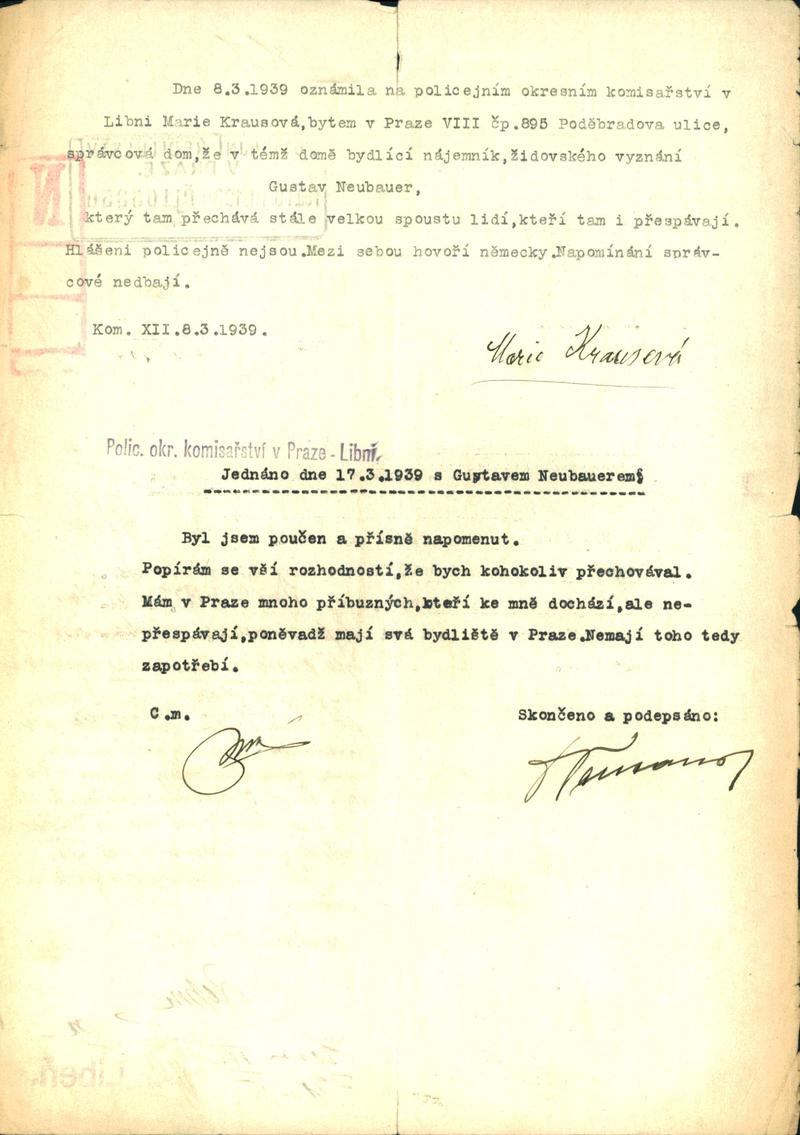 Dne 8.3.1939 oznámila na policejním okresním komisařství v
Libni Marie Krausová,bytem v Praze VIII čp.895 Poděbradova ulice,
správcová dom,že v témž domě bydlící nájemník,židovského vyznání
Gustav Neubauer,
který tam přechává stále velkou spoustu lidí,kteří tam i přespávají.
Hlášeni policejně nejsou.Mezi sebou hovoří německy.Napomínání správ-
cové nedbají.
Kom. XII.8.3.1939.
Marie Krausová
Polic. okr. komisařství v Praze - Libni.
Jednáno dne 17.3.1939 s Gustavem Neubauerem:
Byl jsem poučen a přísně napomenut.
Popírám se vší rozhodností,že bych kohokoliv přechovával.
Mám v Praze mnoho příbuzných,kteří ke mně dochází,ale ne-
přespávají,poněvadž mají svá bydliště v Praze.Nemají toho tedy
zapotřebí.
C.m.
Skončeno a podepsáno: